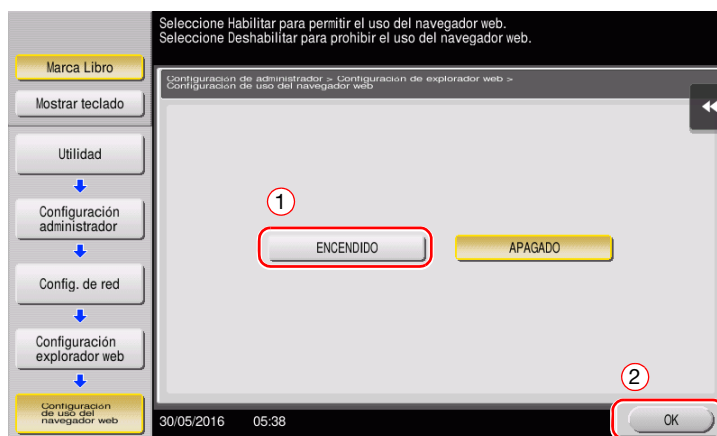 Seleccione Habilitar para permitir el uso del navegador web.
Seleccione Deshabilitar para prohibir el uso del navegador web.
Marca Libro
Mostrar teclado
Utilidad
Configuración
administrador
Config. de red
Configuración
explorador web
Configuración
de uso del
navegador web
Configuración de administrador > Configuración de explorador web >
Configuración de uso del navegador web
1
ENCENDIDO
APAGADO
2
30/05/2016 05:38
OK